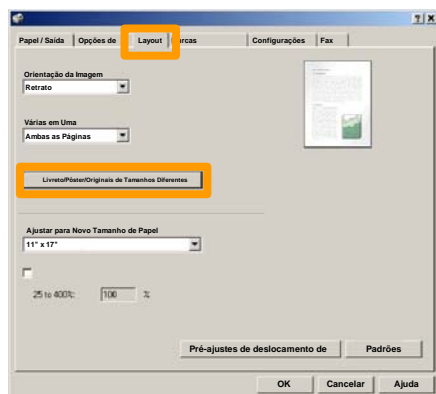 Papel / Saída Opções de Layout arcas Configurações Fax
Orientação da Imagem
Retrato
Várias em Uma
Ambas as Páginas
Livreto/Pôster/Originais de Tamanhos Diferentes
Ajustar para Novo Tamanho de Papel
11" x 17"
25 to 400%: 100 %
Pré-ajustes de deslocamento de Padrões
OK Cancelar Ajuda